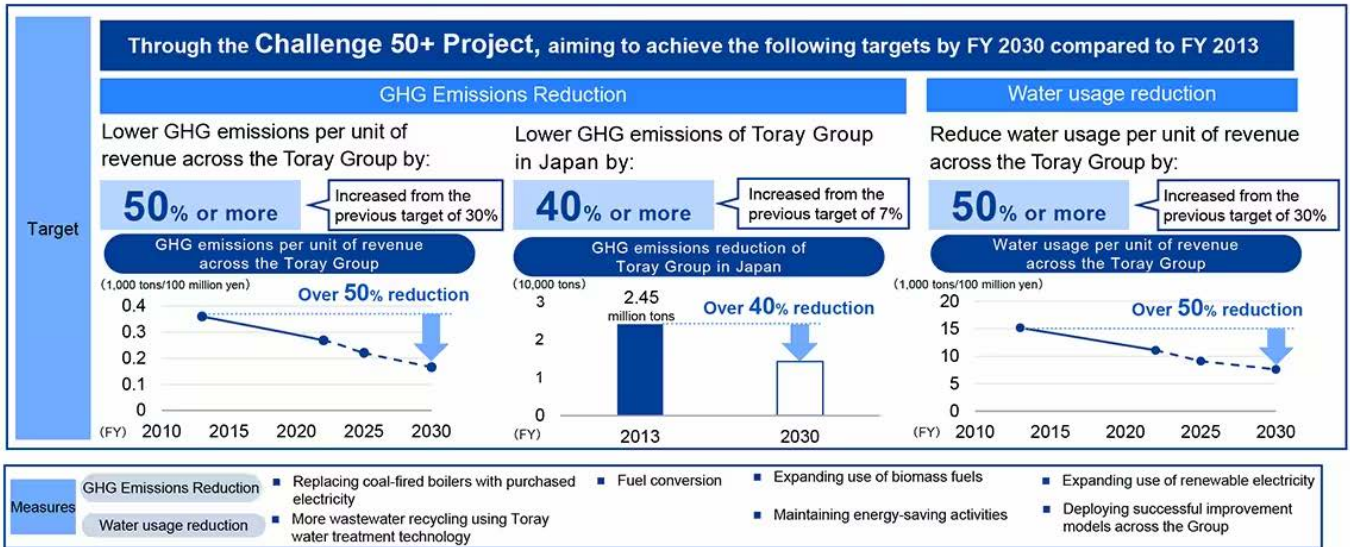 Through the Challenge 50+ Project, aiming to achieve the following targets by FY 2030 compared to FY 2013
Target
GHG Emissions Reduction
Lower GHG emissions per unit of
revenue across the Toray Group by:
50% or more
Increased from the
previous target of 30%
GHG emissions per unit of revenue
across the Toray Group
(1,000 tons/100 million yen)
Over 50% reduction
0.4
0.3
0.2
0.1
0
(FY) 2010 2015 2020 2025 2030
Lower GHG emissions of Toray Group
in Japan by:
40% or more
Increased from the
previous target of 7%
GHG emissions reduction of
Toray Group in Japan
(10,000 tons)
2.45
million tons
Over 40% reduction
3
2
1
0
(FY) 2013 2030
Water usage reduction
Reduce water usage per unit of revenue
across the Toray Group by:
50% or more
Increased from the
previous target of 30%
Water usage per unit of revenue
across the Toray Group
(1,000 tons/100 million yen)
Over 50% reduction
20
15
10
5
0
(FY) 2010 2015 2020 2025 2030
Measures
GHG Emissions Reduction
Water usage reduction
▪ Replacing coal-fired boilers with purchased
electricity
▪ More wastewater recycling using Toray
water treatment technology
▪ Fuel conversion
▪ Expanding use of biomass fuels
▪ Maintaining energy-saving activities
▪ Expanding use of renewable electricity
▪ Deploying successful improvement
models across the Group